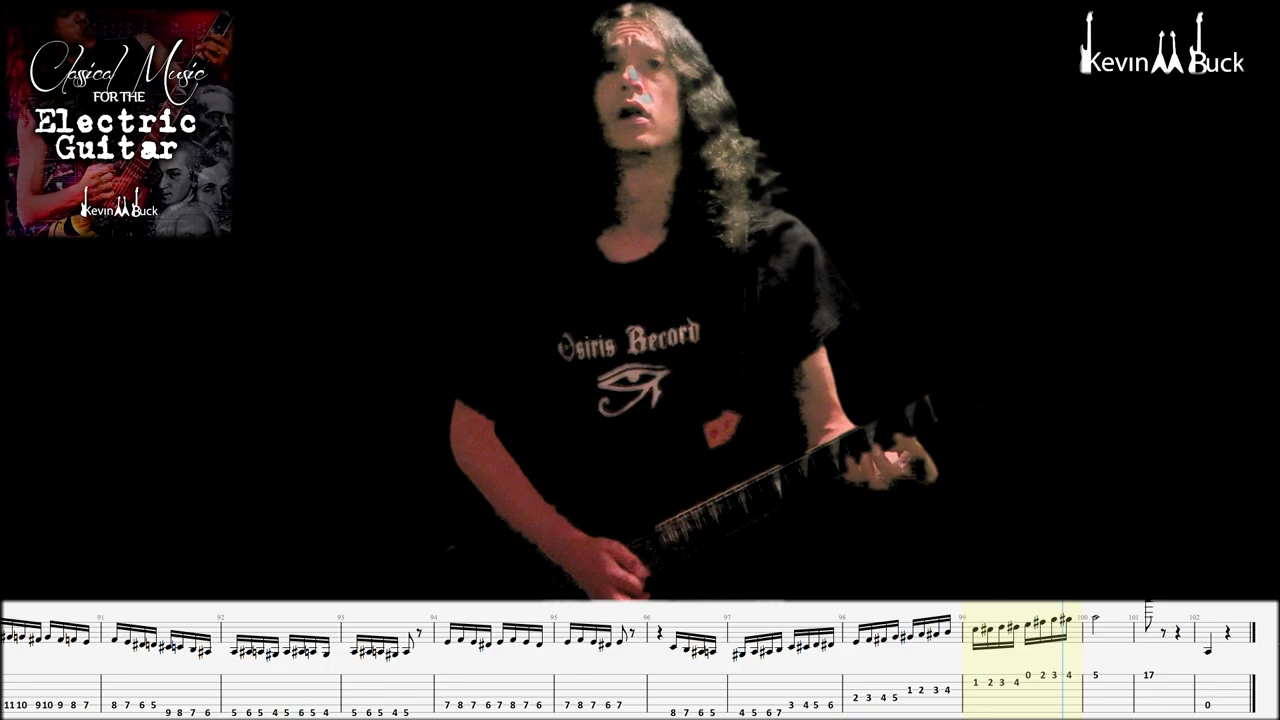 Classical Music
FOR THE
Electric
Guitar
Kevin Buck
Kevin Buck
Osiris Record
91 92 93 94 95 96 97 98 99 100 101 102
1 2 3 4 0 2 3 4 5 17
2 3 4 5 1 2 3 4
11 10 9 10 9 8 7 8 7 6 5 9 8 7 6 5 6 5 4 5 6 5 4 5 6 5 4 5 7 8 7 6 7 8 7 6 7 8 7 6 7 8 7 6 5 4 5 6 7 3 4 5 6 0